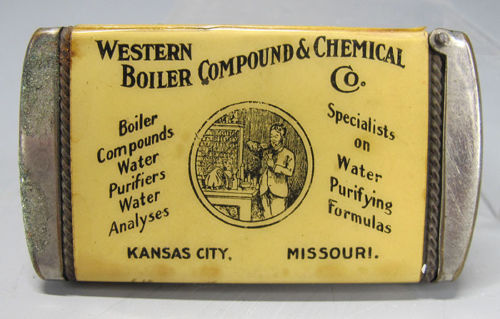 WESTERN
BOILER COMPOUND & CHEMICAL
CO.
Boiler
Compounds
Water
Purifiers
Water
Analyses
Specialists
on
Water
Purifying
Formulas
KANSAS CITY, MISSOURI.